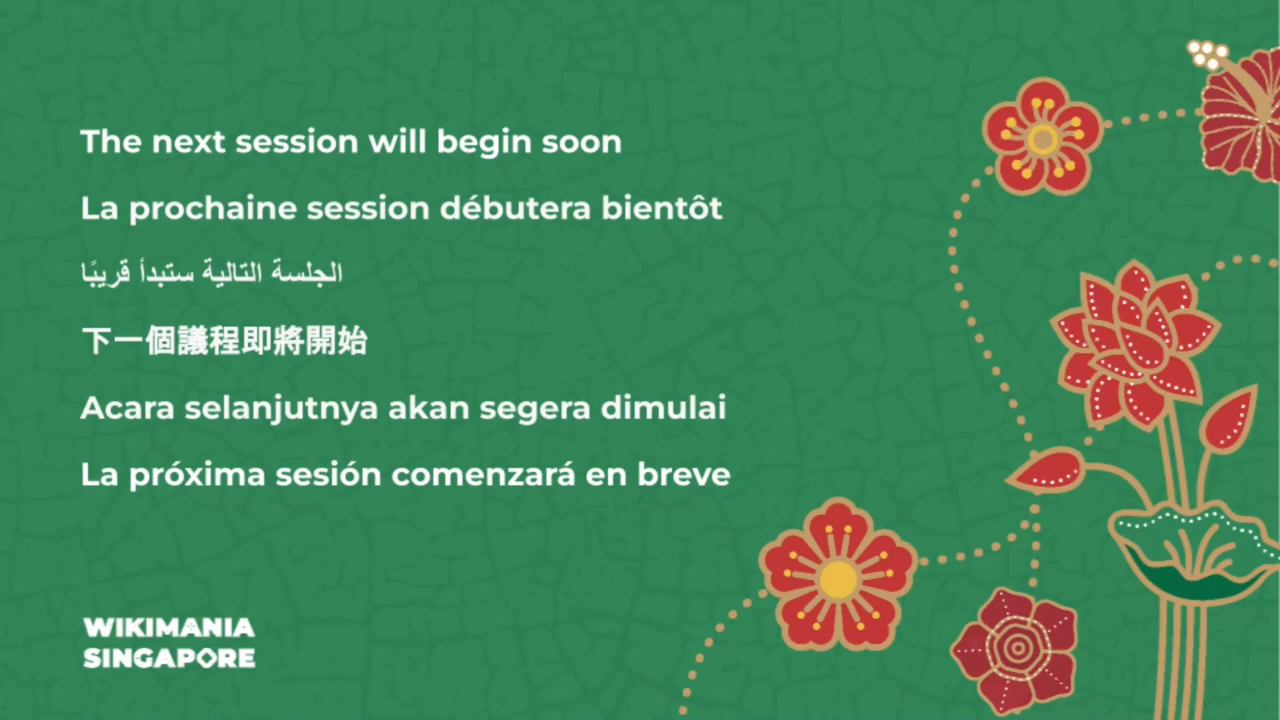 The next session will begin soon
La prochaine session débutera bientôt
الجلسة التالية ستبدأ قريبًا
下一個議程即將開始
Acara selanjutnya akan segera dimulai
La próxima sesión comenzará en breve
WIKIMANIA
SINGAPORE